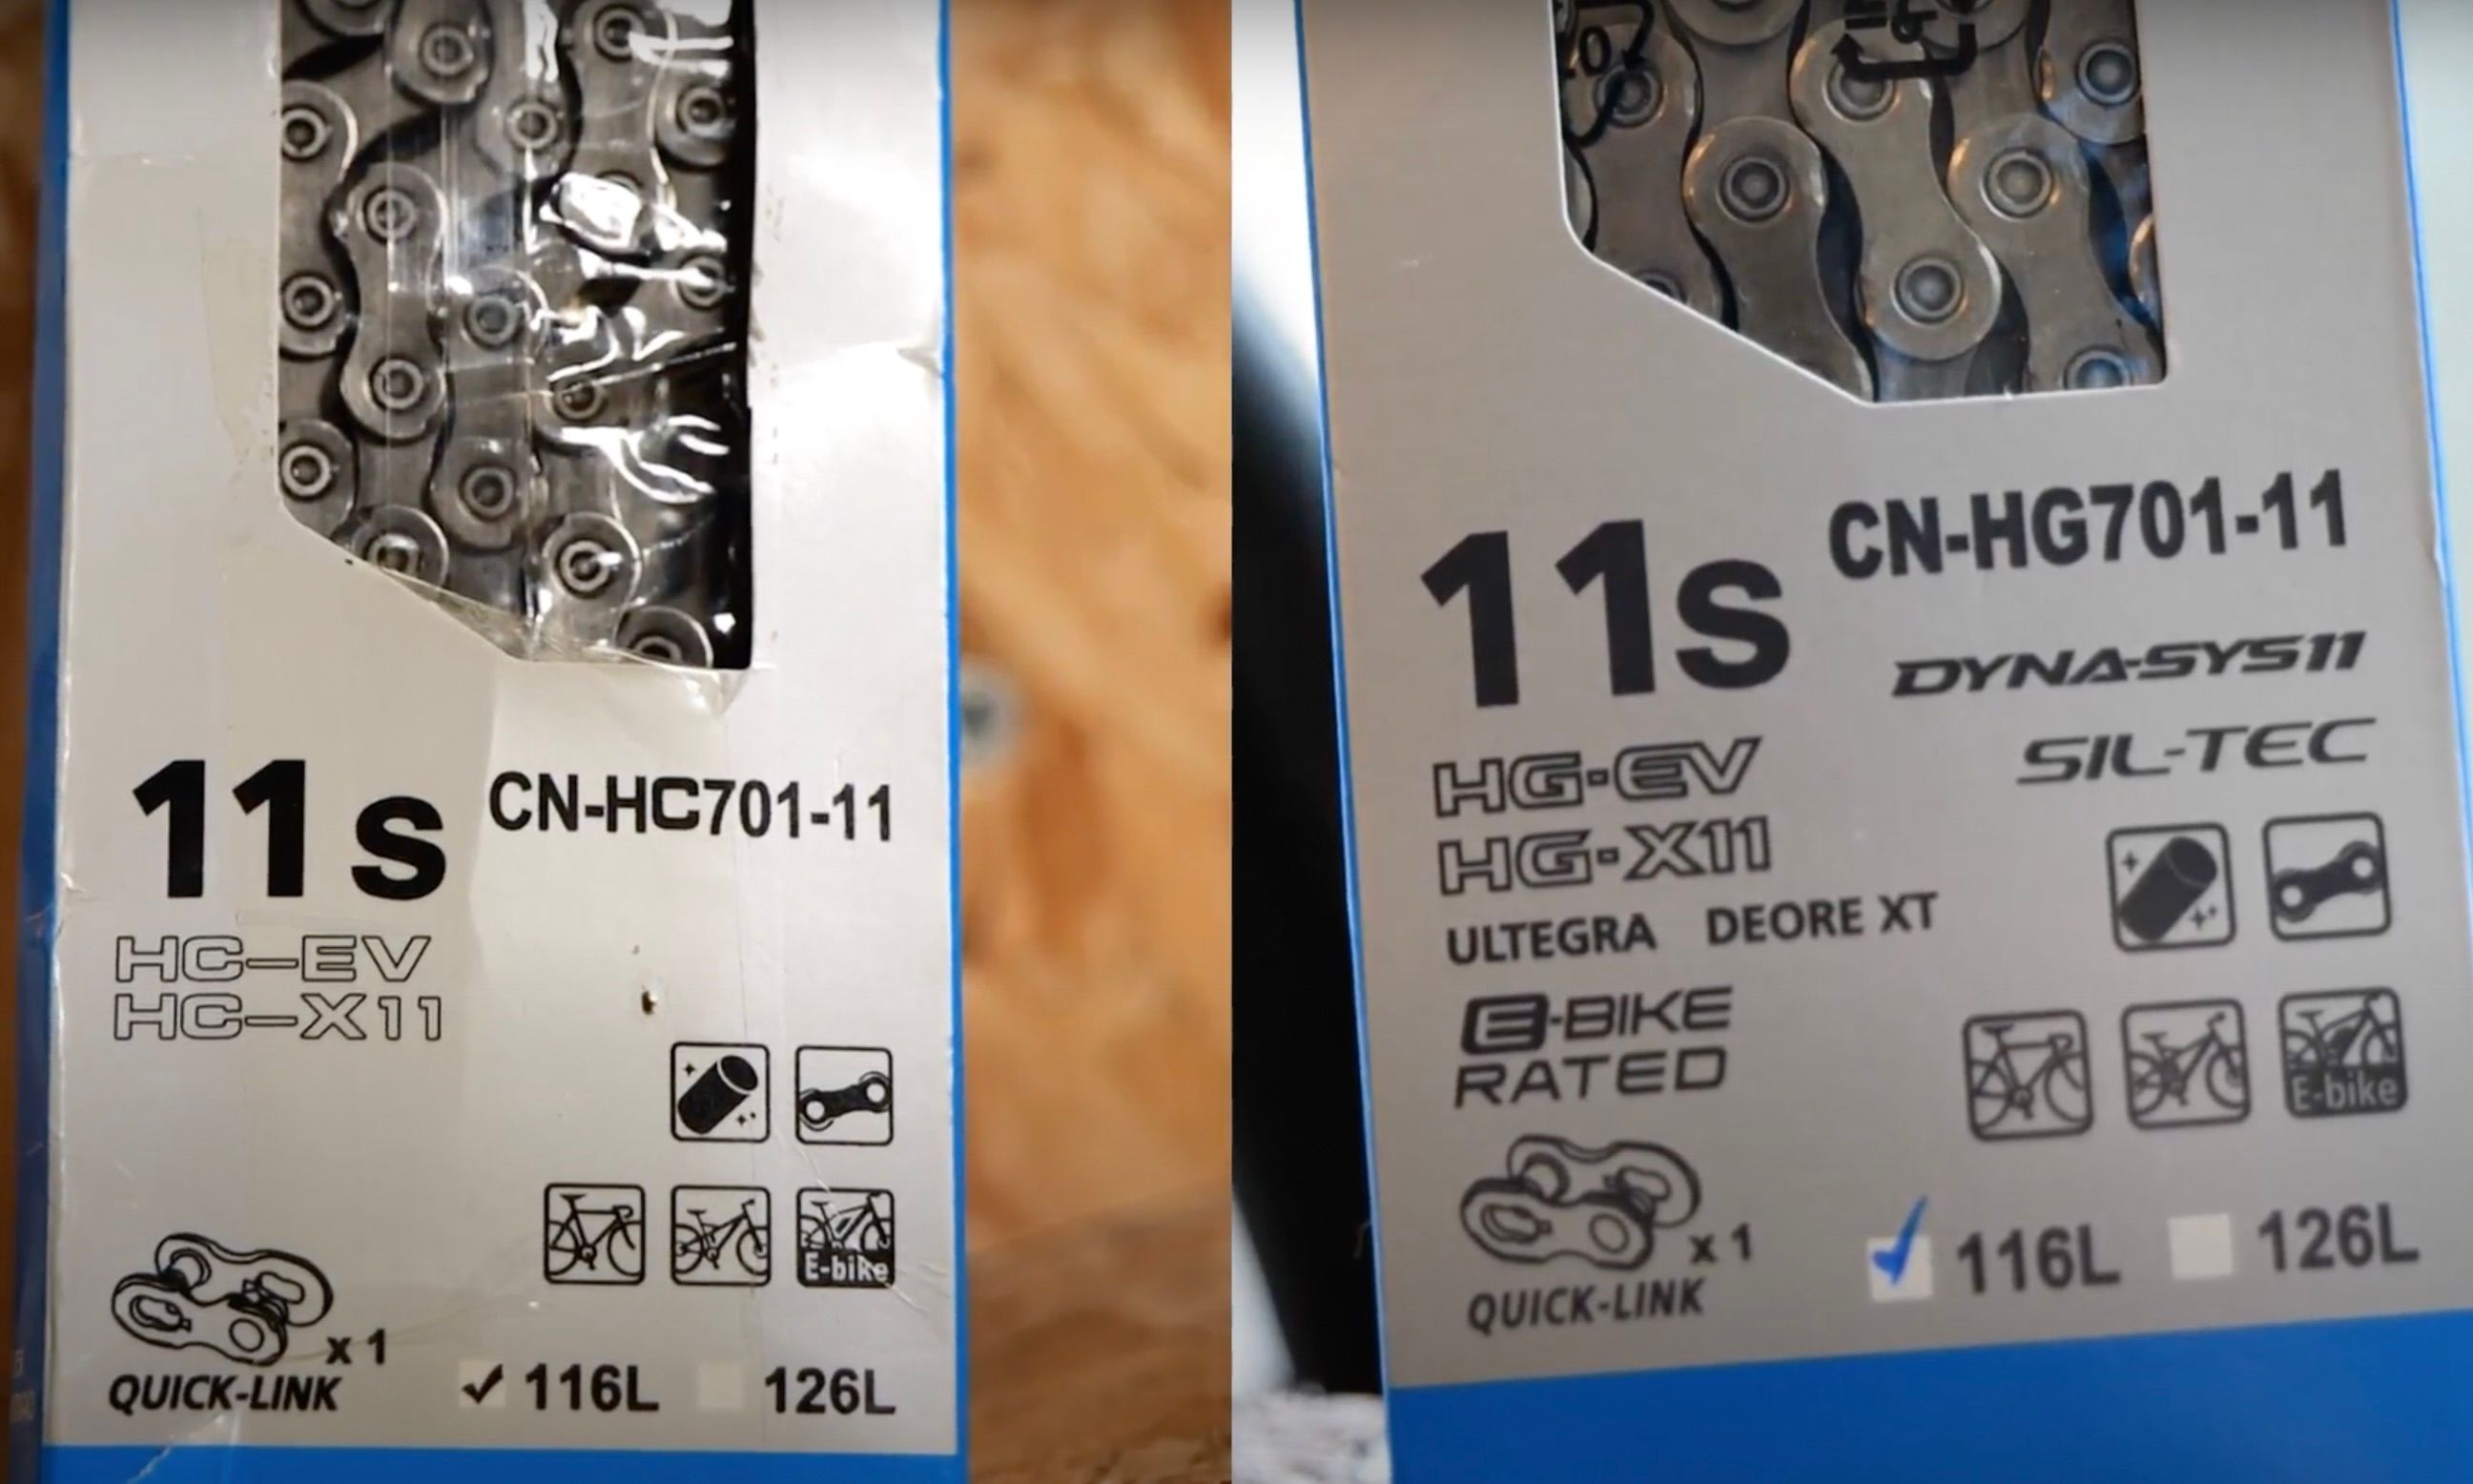 11s CN-HC701-11
HC-EV
HC-X11
E-bike
x 1
QUICK-LINK
116L 126L
11s CN-HG701-11
DYNA-SYS11
SIL-TEC
HG-EV
HG-X11
ULTEGRA DEORE XT
E-BIKE
RATED
E-bike
x 1
QUICK-LINK
116L 126L